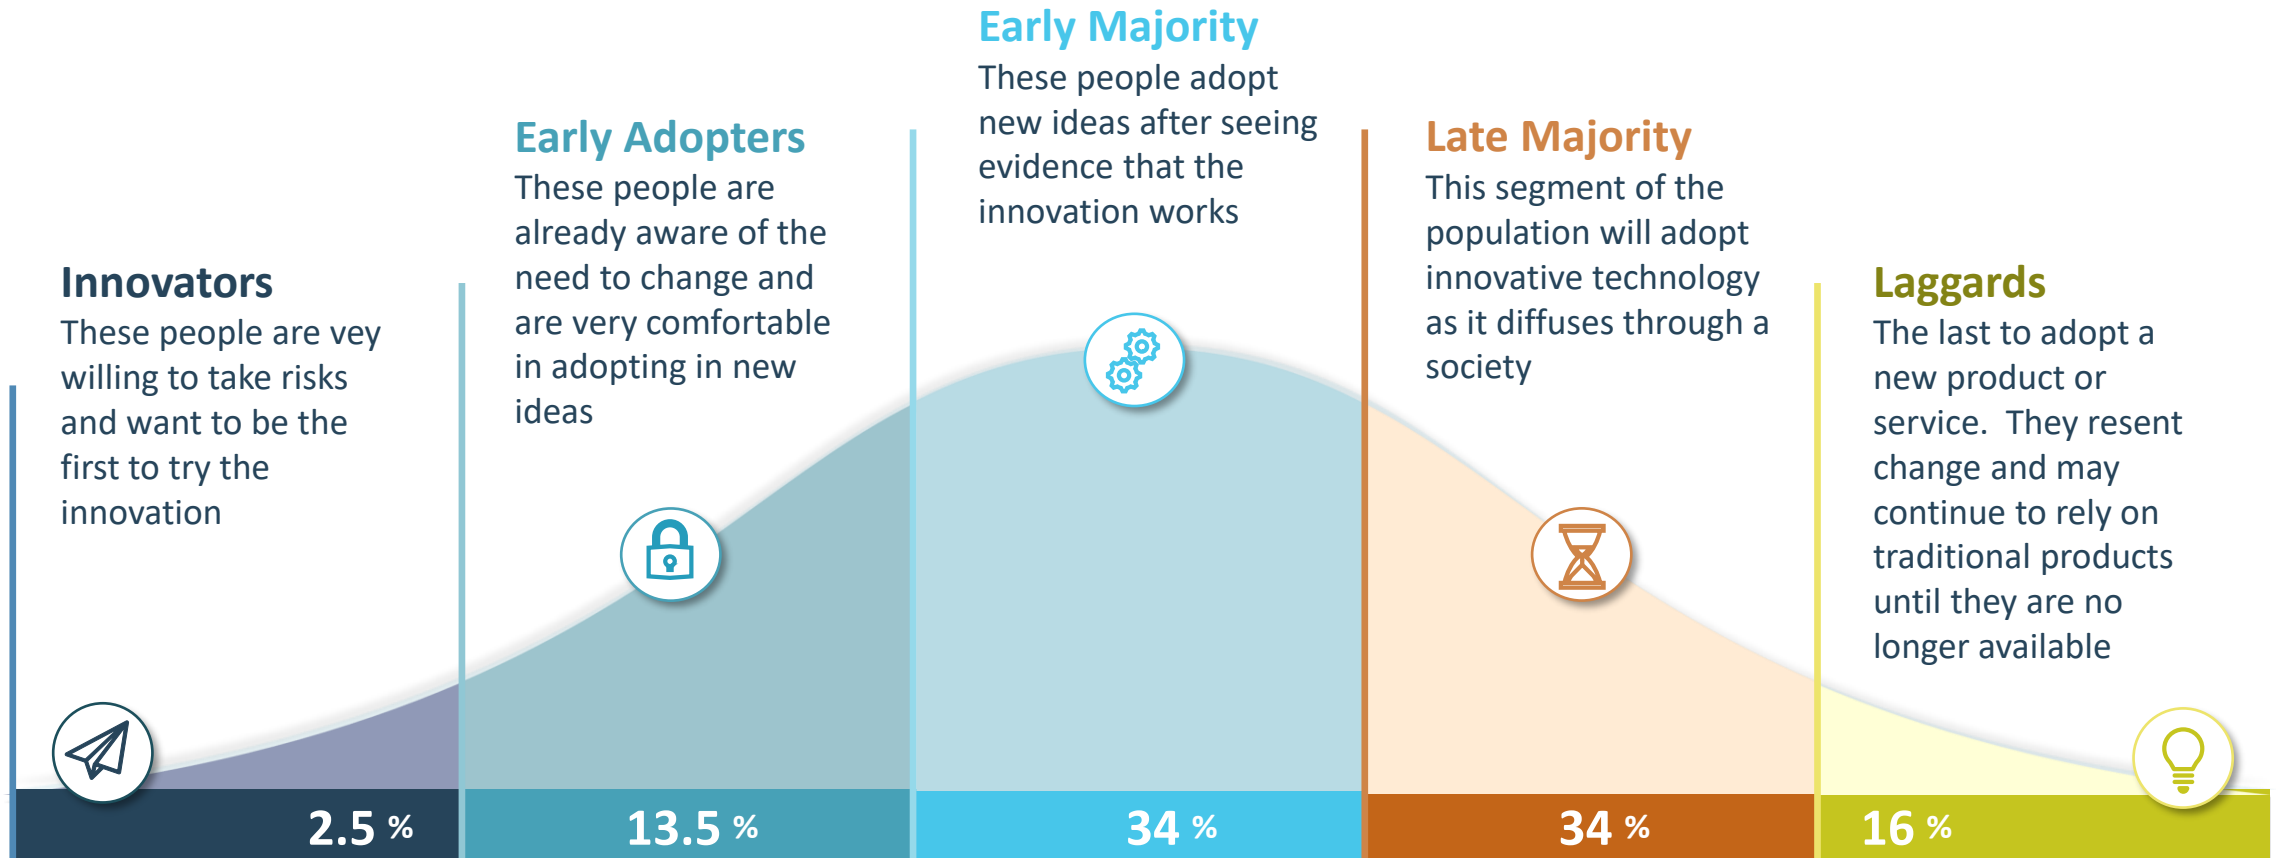 Innovators
These people are vey
willing to take risks
and want to be the
first to try the
innovation
Early Adopters
These people are
already aware of the
need to change and
are very comfortable
in adopting in new
ideas
Early Majority
These people adopt
new ideas after seeing
evidence that the
innovation works
Late Majority
This segment of the
population will adopt
innovative technology
as it diffuses through a
society
Laggards
The last to adopt a
new product or
service.  They resent
change and may
continue to rely on
traditional products
until they are no
longer available
2.5 %
13.5 %
34 %
34 %
16 %